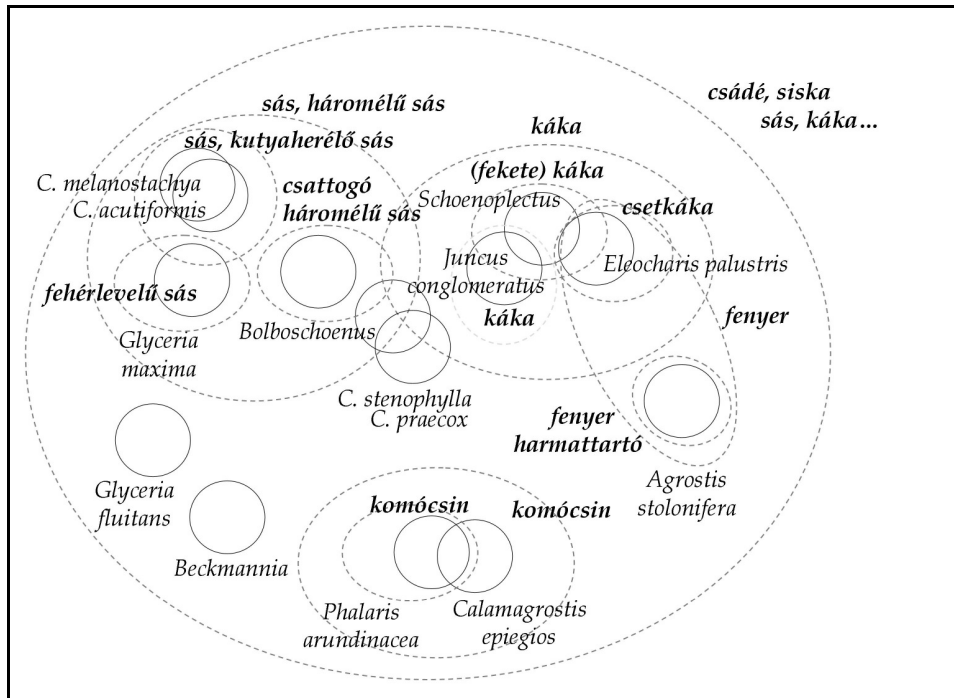 csádé, siska
sás, káka...
sás, háromélű sás
káka
sás, kutyaherélő sás
(fekete) káka
C. melanostachya
C. acutiformis
csattogó
háromélű sás
Schoenoplectus
csetkáka
Juncus
conglomeratus
Eleocharis palustris
fehérlevelű sás
káka
fenyer
Bolboschoenus
Glyceria
maxima
C. stenophylla
C. praecox
fenyer
harmattartó
Agrostis
stolonifera
Glyceria
fluitans
komócsin
komócsin
Beckmannia
Phalaris
arundinacea
Calamagrostis
epiegios